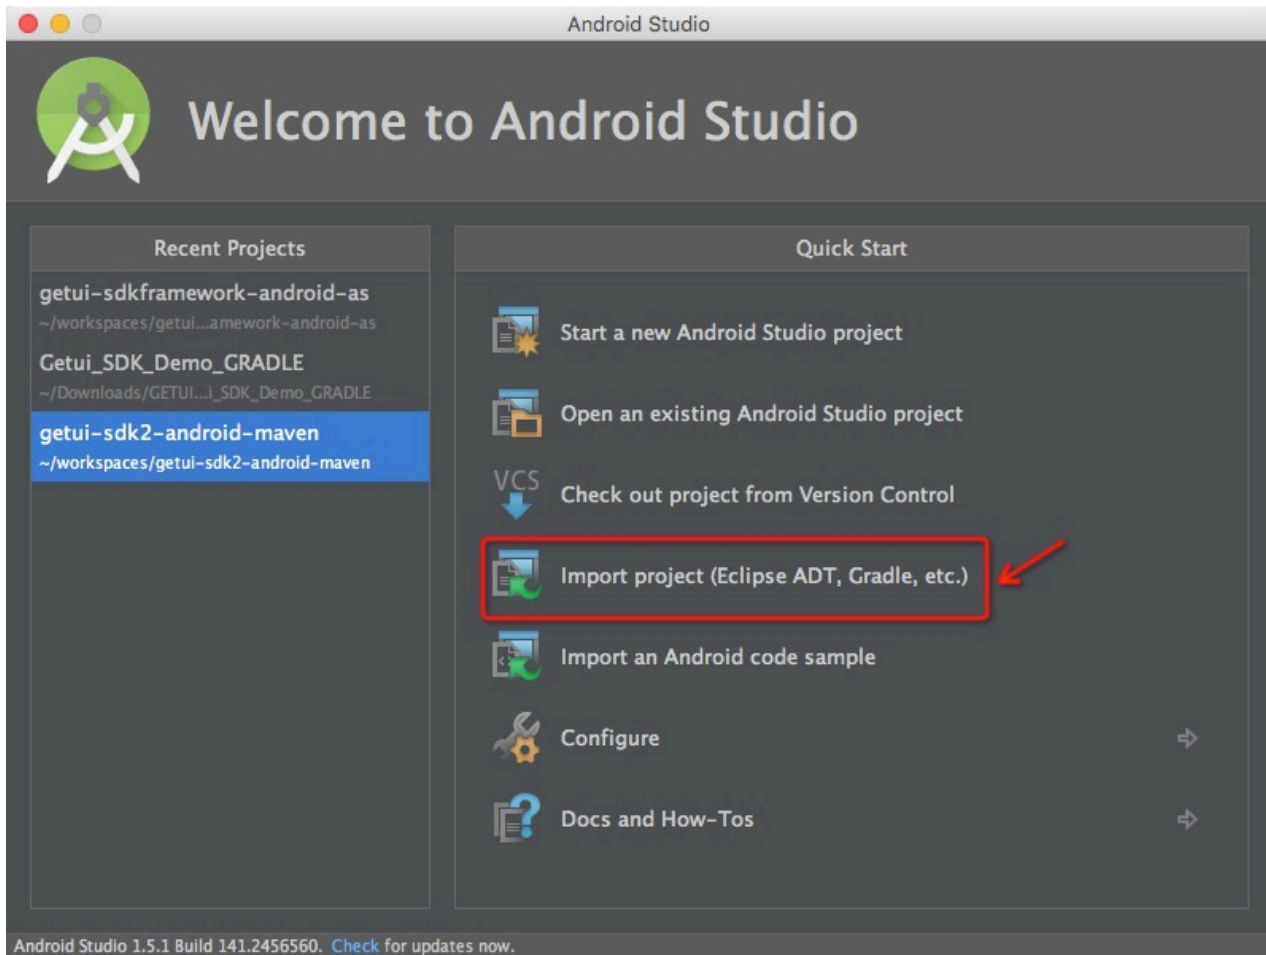 Android Studio
Welcome to Android Studio
Recent Projects
getui-sdkframework-android-as
~/workspaces/getui...amework-android-as
Getui_SDK_Demo_GRADLE
~/Downloads/GETUI...i_SDK_Demo_GRADLE
getui-sdk2-android-maven
~/workspaces/getui-sdk2-android-maven
Quick Start
Start a new Android Studio project
Open an existing Android Studio project
VCS
Check out project from Version Control
Import project (Eclipse ADT, Gradle, etc.)
Import an Android code sample
Configure
Docs and How-Tos
Android Studio 1.5.1 Build 141.2456560. Check for updates now.